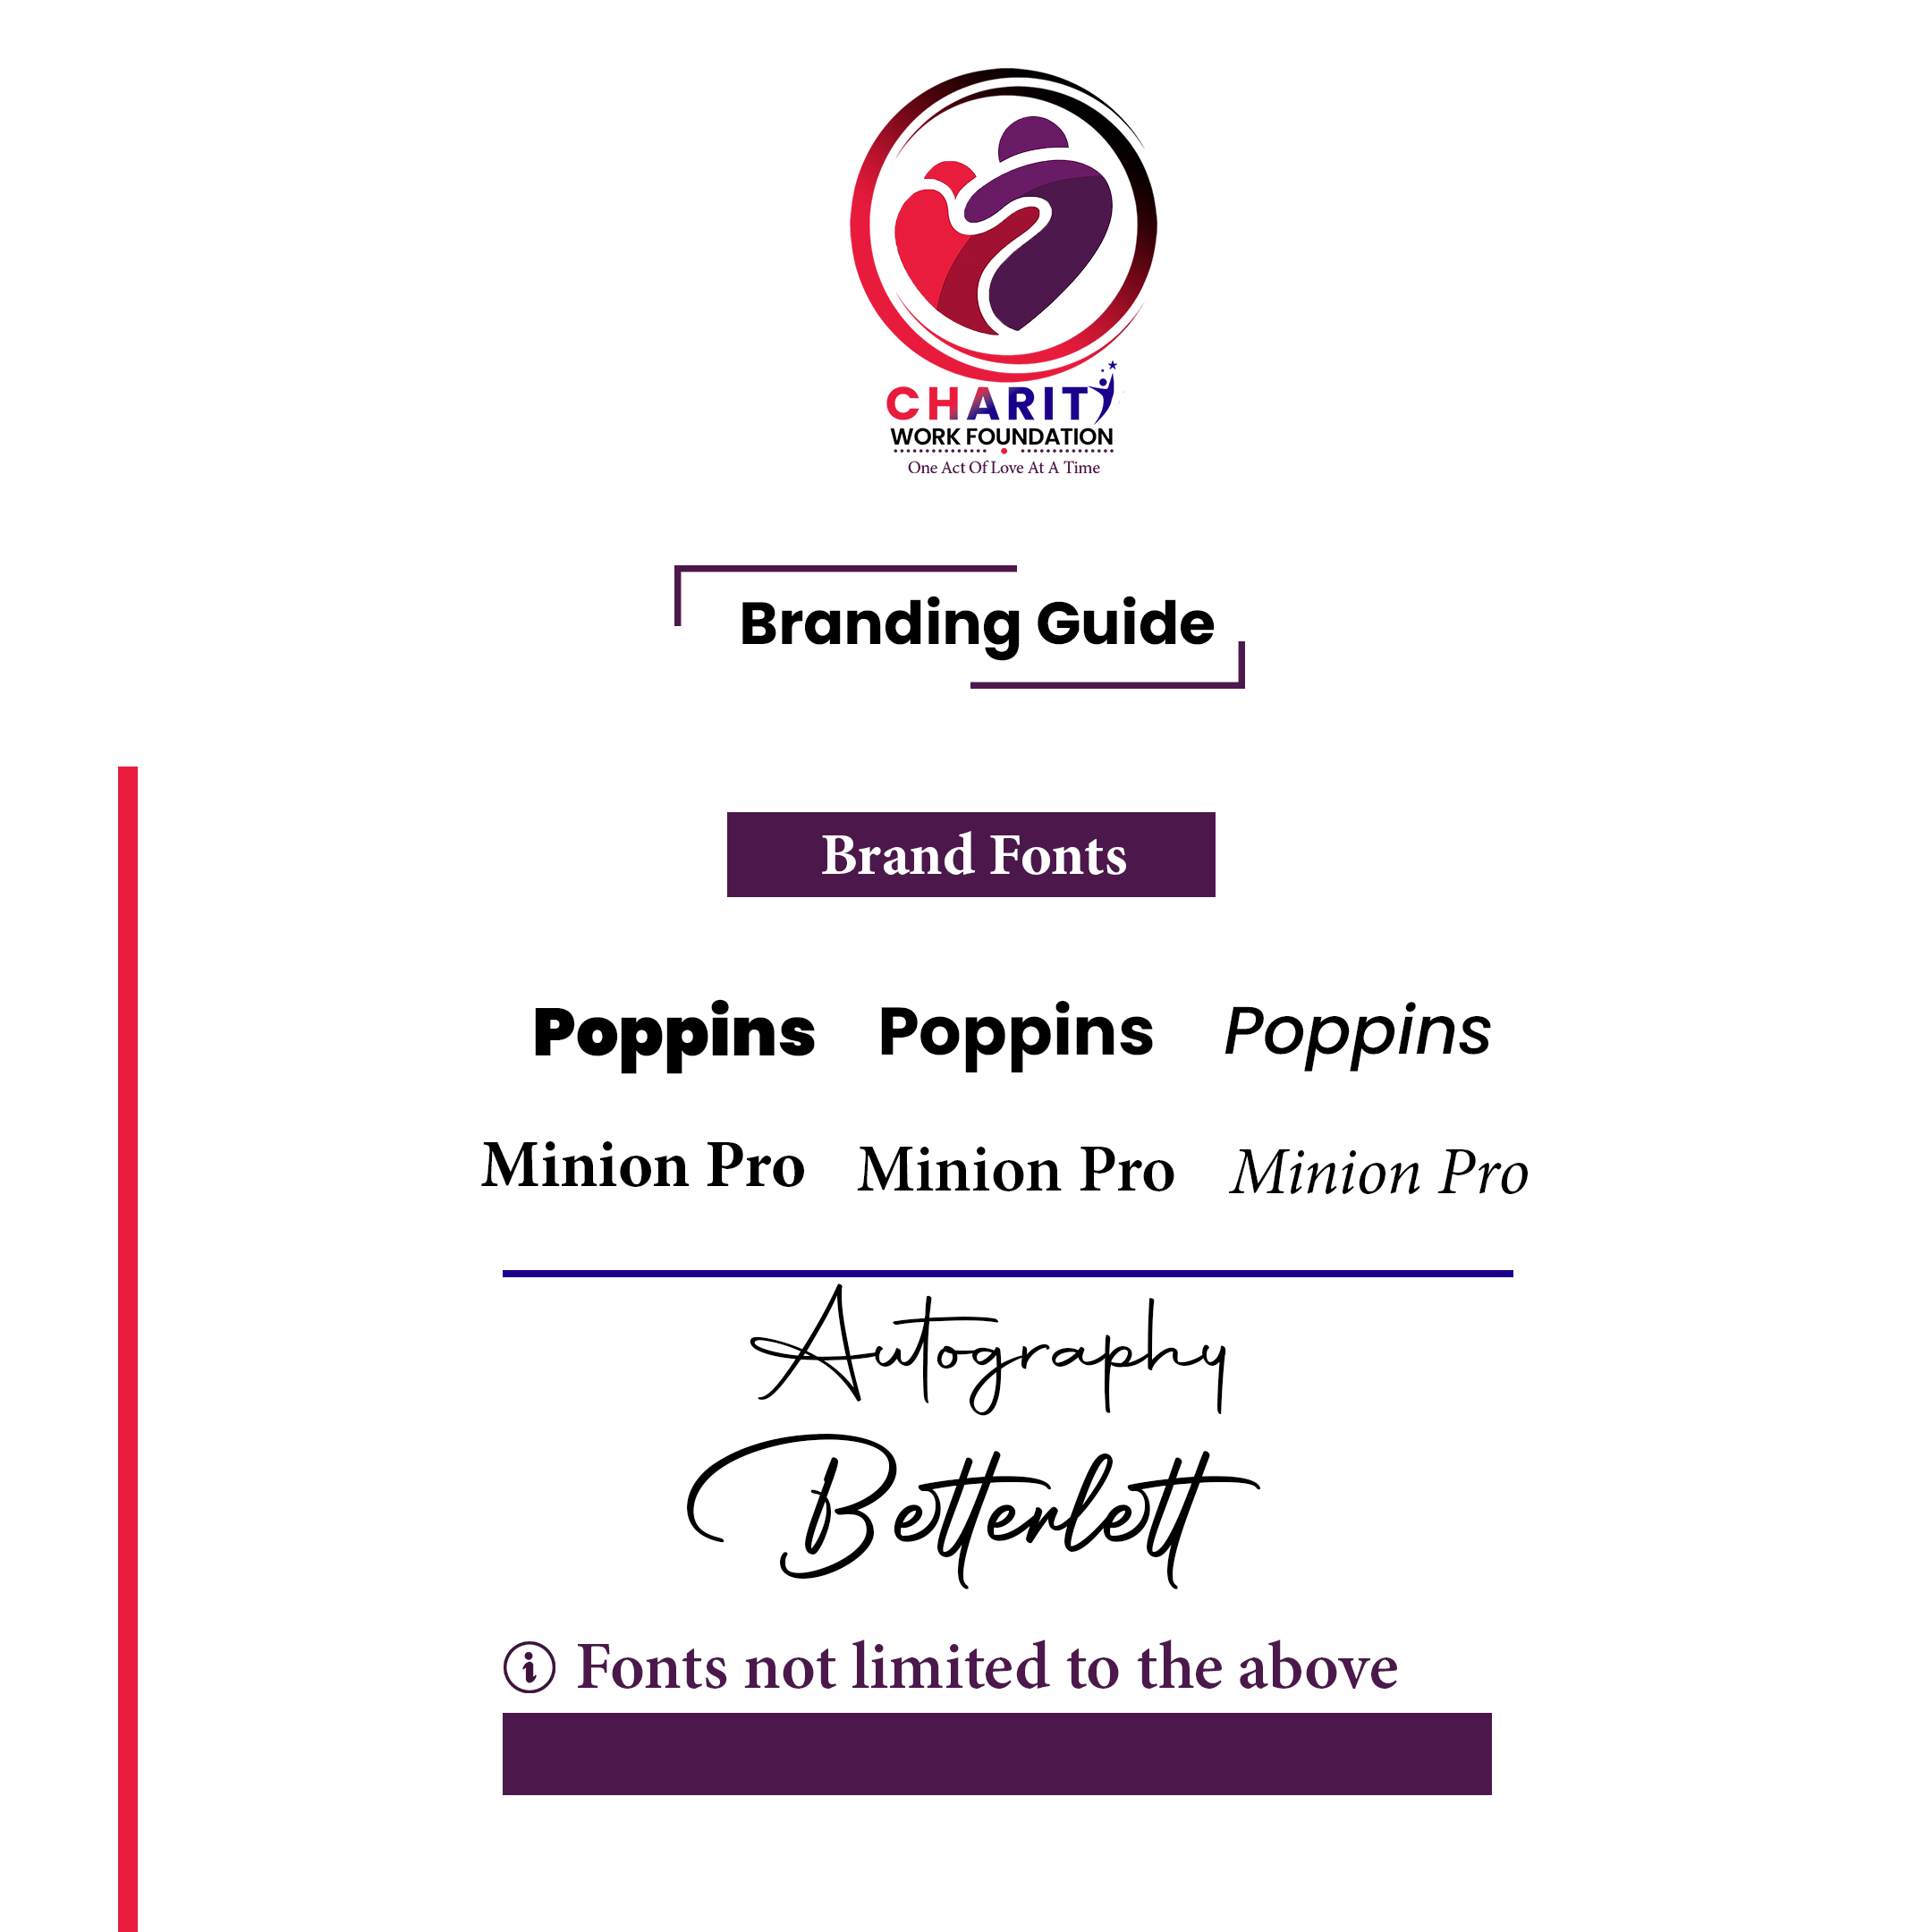 CHARITY
WORK FOUNDATION
One Act Of Love At A Time
Branding Guide
Brand Fonts
Poppins Poppins Poppins
Minion Pro Minion Pro Minion Pro
Autography
Betterlett
i Fonts not limited to the above